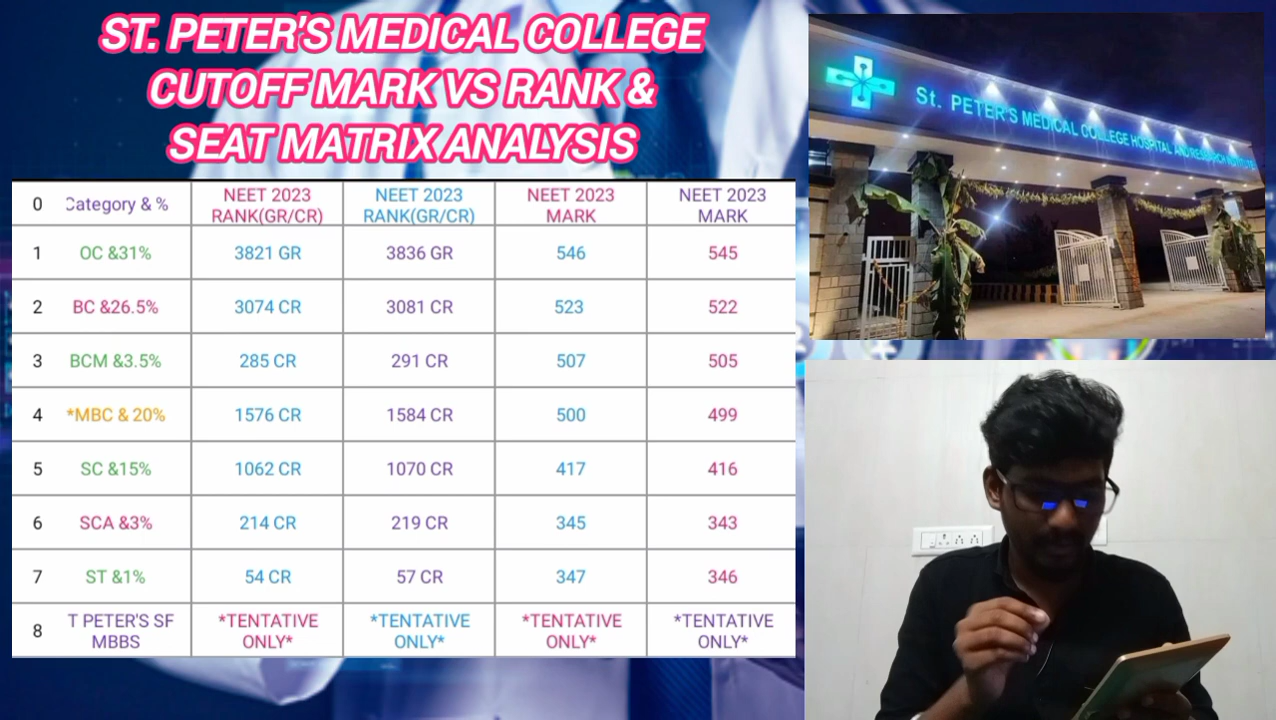 ST. PETER'S MEDICAL COLLEGE
CUTOFF MARK VS RANK &
SEAT MATRIX ANALYSIS
0 Category & % NEET 2023 RANK(GR/CR) NEET 2023 RANK(GR/CR) NEET 2023 MARK NEET 2023 MARK
1 OC &31% 3821 GR 3836 GR 546 545
2 BC &26.5% 3074 CR 3081 CR 523 522
3 BCM &3.5% 285 CR 291 CR 507 505
4 *MBC & 20% 1576 CR 1584 CR 500 499
5 SC &15% 1062 CR 1070 CR 417 416
6 SCA &3% 214 CR 219 CR 345 343
7 ST &1% 54 CR 57 CR 347 346
8 T PETER'S SF MBBS *TENTATIVE ONLY* *TENTATIVE ONLY* *TENTATIVE ONLY* *TENTATIVE ONLY*
St. PETER'S MEDICAL COLLEGE HOSPITAL AND RESEARCH INSTITUTE